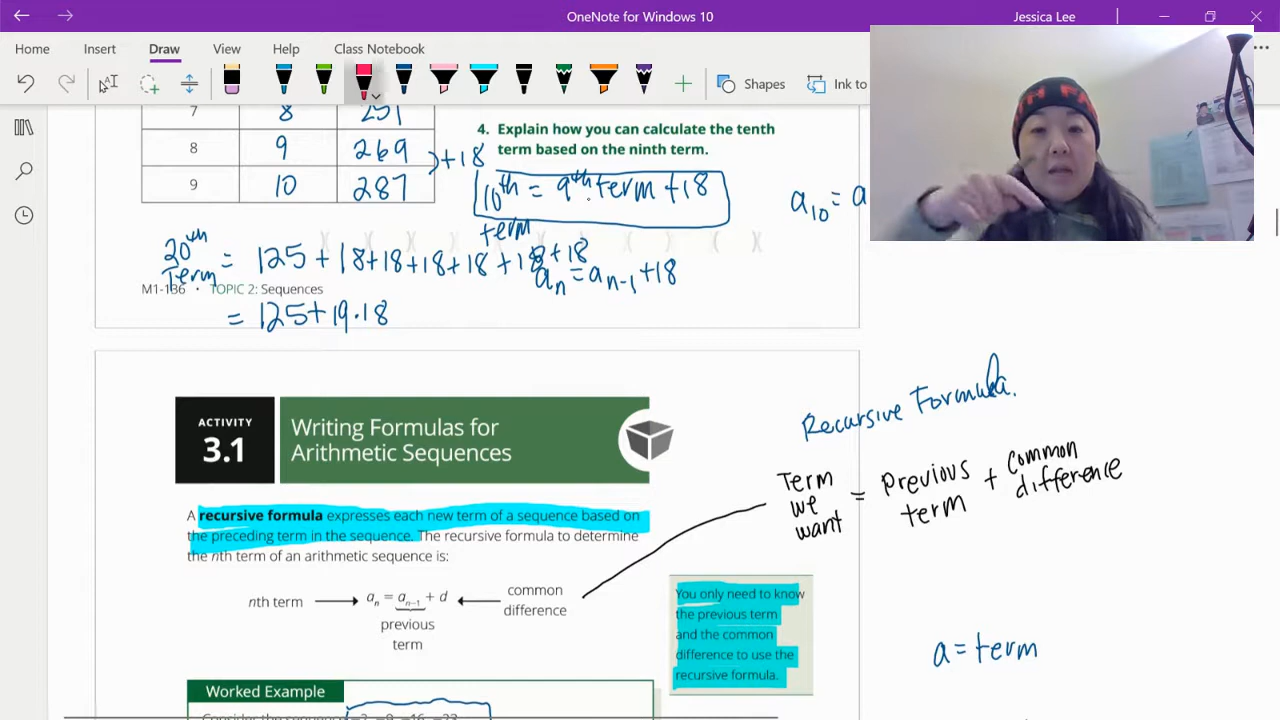 OneNote for Windows 10
Jessica Lee
Home Insert Draw View Help Class Notebook
Shapes
Ink to
7 8 251
8 9 269
9 10 287
+18
4. Explain how you can calculate the tenth
term based on the ninth term.
10th = 9th term +18
term
a10 = a
20th
Term = 125 + 18+18+18+18+18+18
an = an-1 +18
M1-136 • TOPIC 2: Sequences
= 125+19.18
Recursive Formula.
ACTIVITY
3.1
Writing Formulas for
Arithmetic Sequences
Term
we
want
= Previous
term
+ common
difference
A recursive formula expresses each new term of a sequence based on
the preceding term in the sequence. The recursive formula to determine
the nth term of an arithmetic sequence is:
nth term
an = an−1 + d
previous
term
common
difference
You only need to know
the previous term
and the common
difference to use the
recursive formula.
a = term
Worked Example